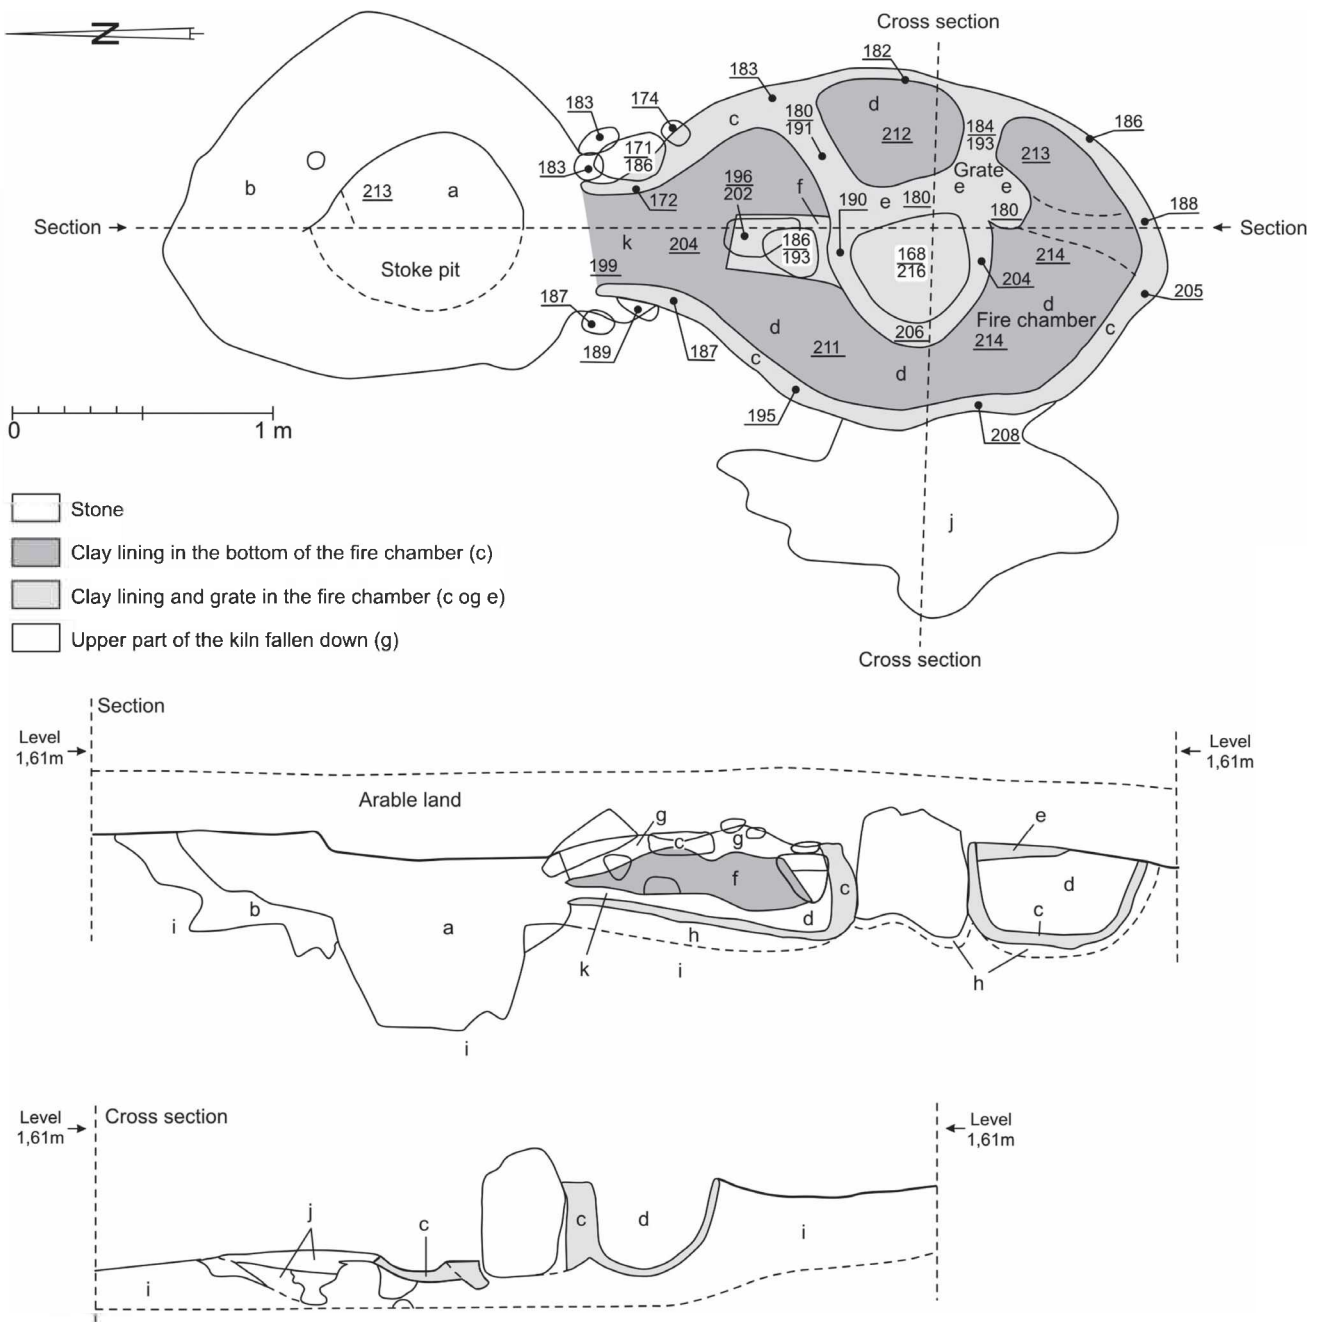 N
Cross section
182
183
183
174
180
191
d
212
184
193
186
c
171
186
213
183
Grate
b
213
a
172
196
202
f
e
e
e
180
190
180
188
Section
Section
k
204
186
193
168
216
214
199
Stoke pit
204
187
205
d
Fire chamber
d
206
c
211
214
189
187
c
d
195
208
0
1 m
j
Stone
Clay lining in the bottom of the fire chamber (c)
Clay lining and grate in the fire chamber (c og e)
Upper part of the kiln fallen down (g)
Cross section
Section
Level
1,61m
Level
1,61m
Arable land
g
e
c
g
f
c
d
b
d
c
i
a
h
k
i
h
i
Level
1,61m
Cross section
Level
1,61m
j
c
c
d
i
i